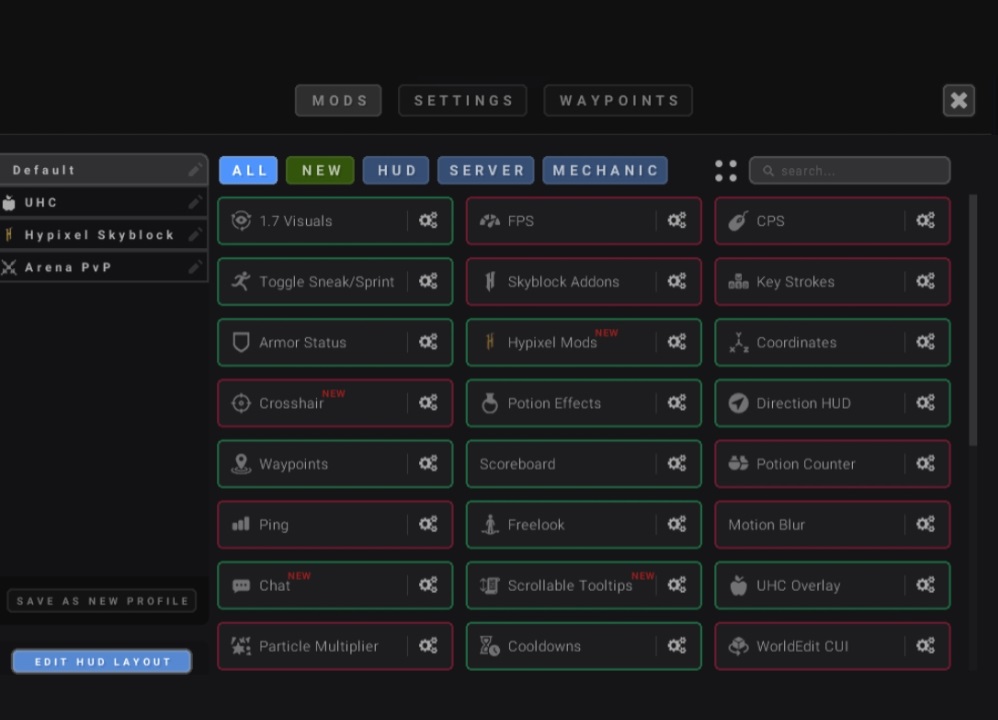 MODS SETTINGS WAYPOINTS
Default
UHC
Hypixel Skyblock
Arena PvP
SAVE AS NEW PROFILE
EDIT HUD LAYOUT
ALL NEW HUD SERVER MECHANIC search...
1.7 Visuals FPS CPS
Toggle Sneak/Sprint Skyblock Addons Key Strokes
Armor Status Hypixel Mods NEW Coordinates
Crosshair NEW Potion Effects Direction HUD
Waypoints Scoreboard Potion Counter
Ping Freelook Motion Blur
Chat NEW Scrollable Tooltips NEW UHC Overlay
Particle Multiplier Cooldowns WorldEdit CUI